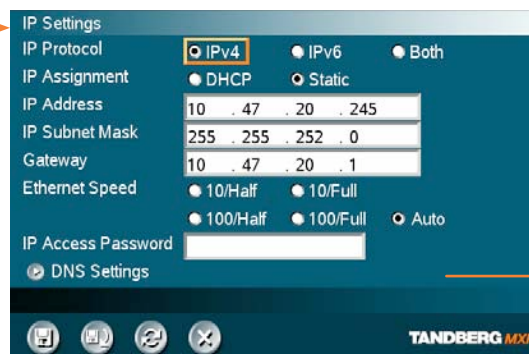 IP Settings
IP Protocol IPv4 IPv6 Both
IP Assignment DHCP Static
IP Address 10 . 47 . 20 . 245
IP Subnet Mask 255 . 255 . 252 . 0
Gateway 10 . 47 . 20 . 1
Ethernet Speed 10/Half 10/Full
100/Half 100/Full Auto
IP Access Password
DNS Settings
TANDBERG MXP